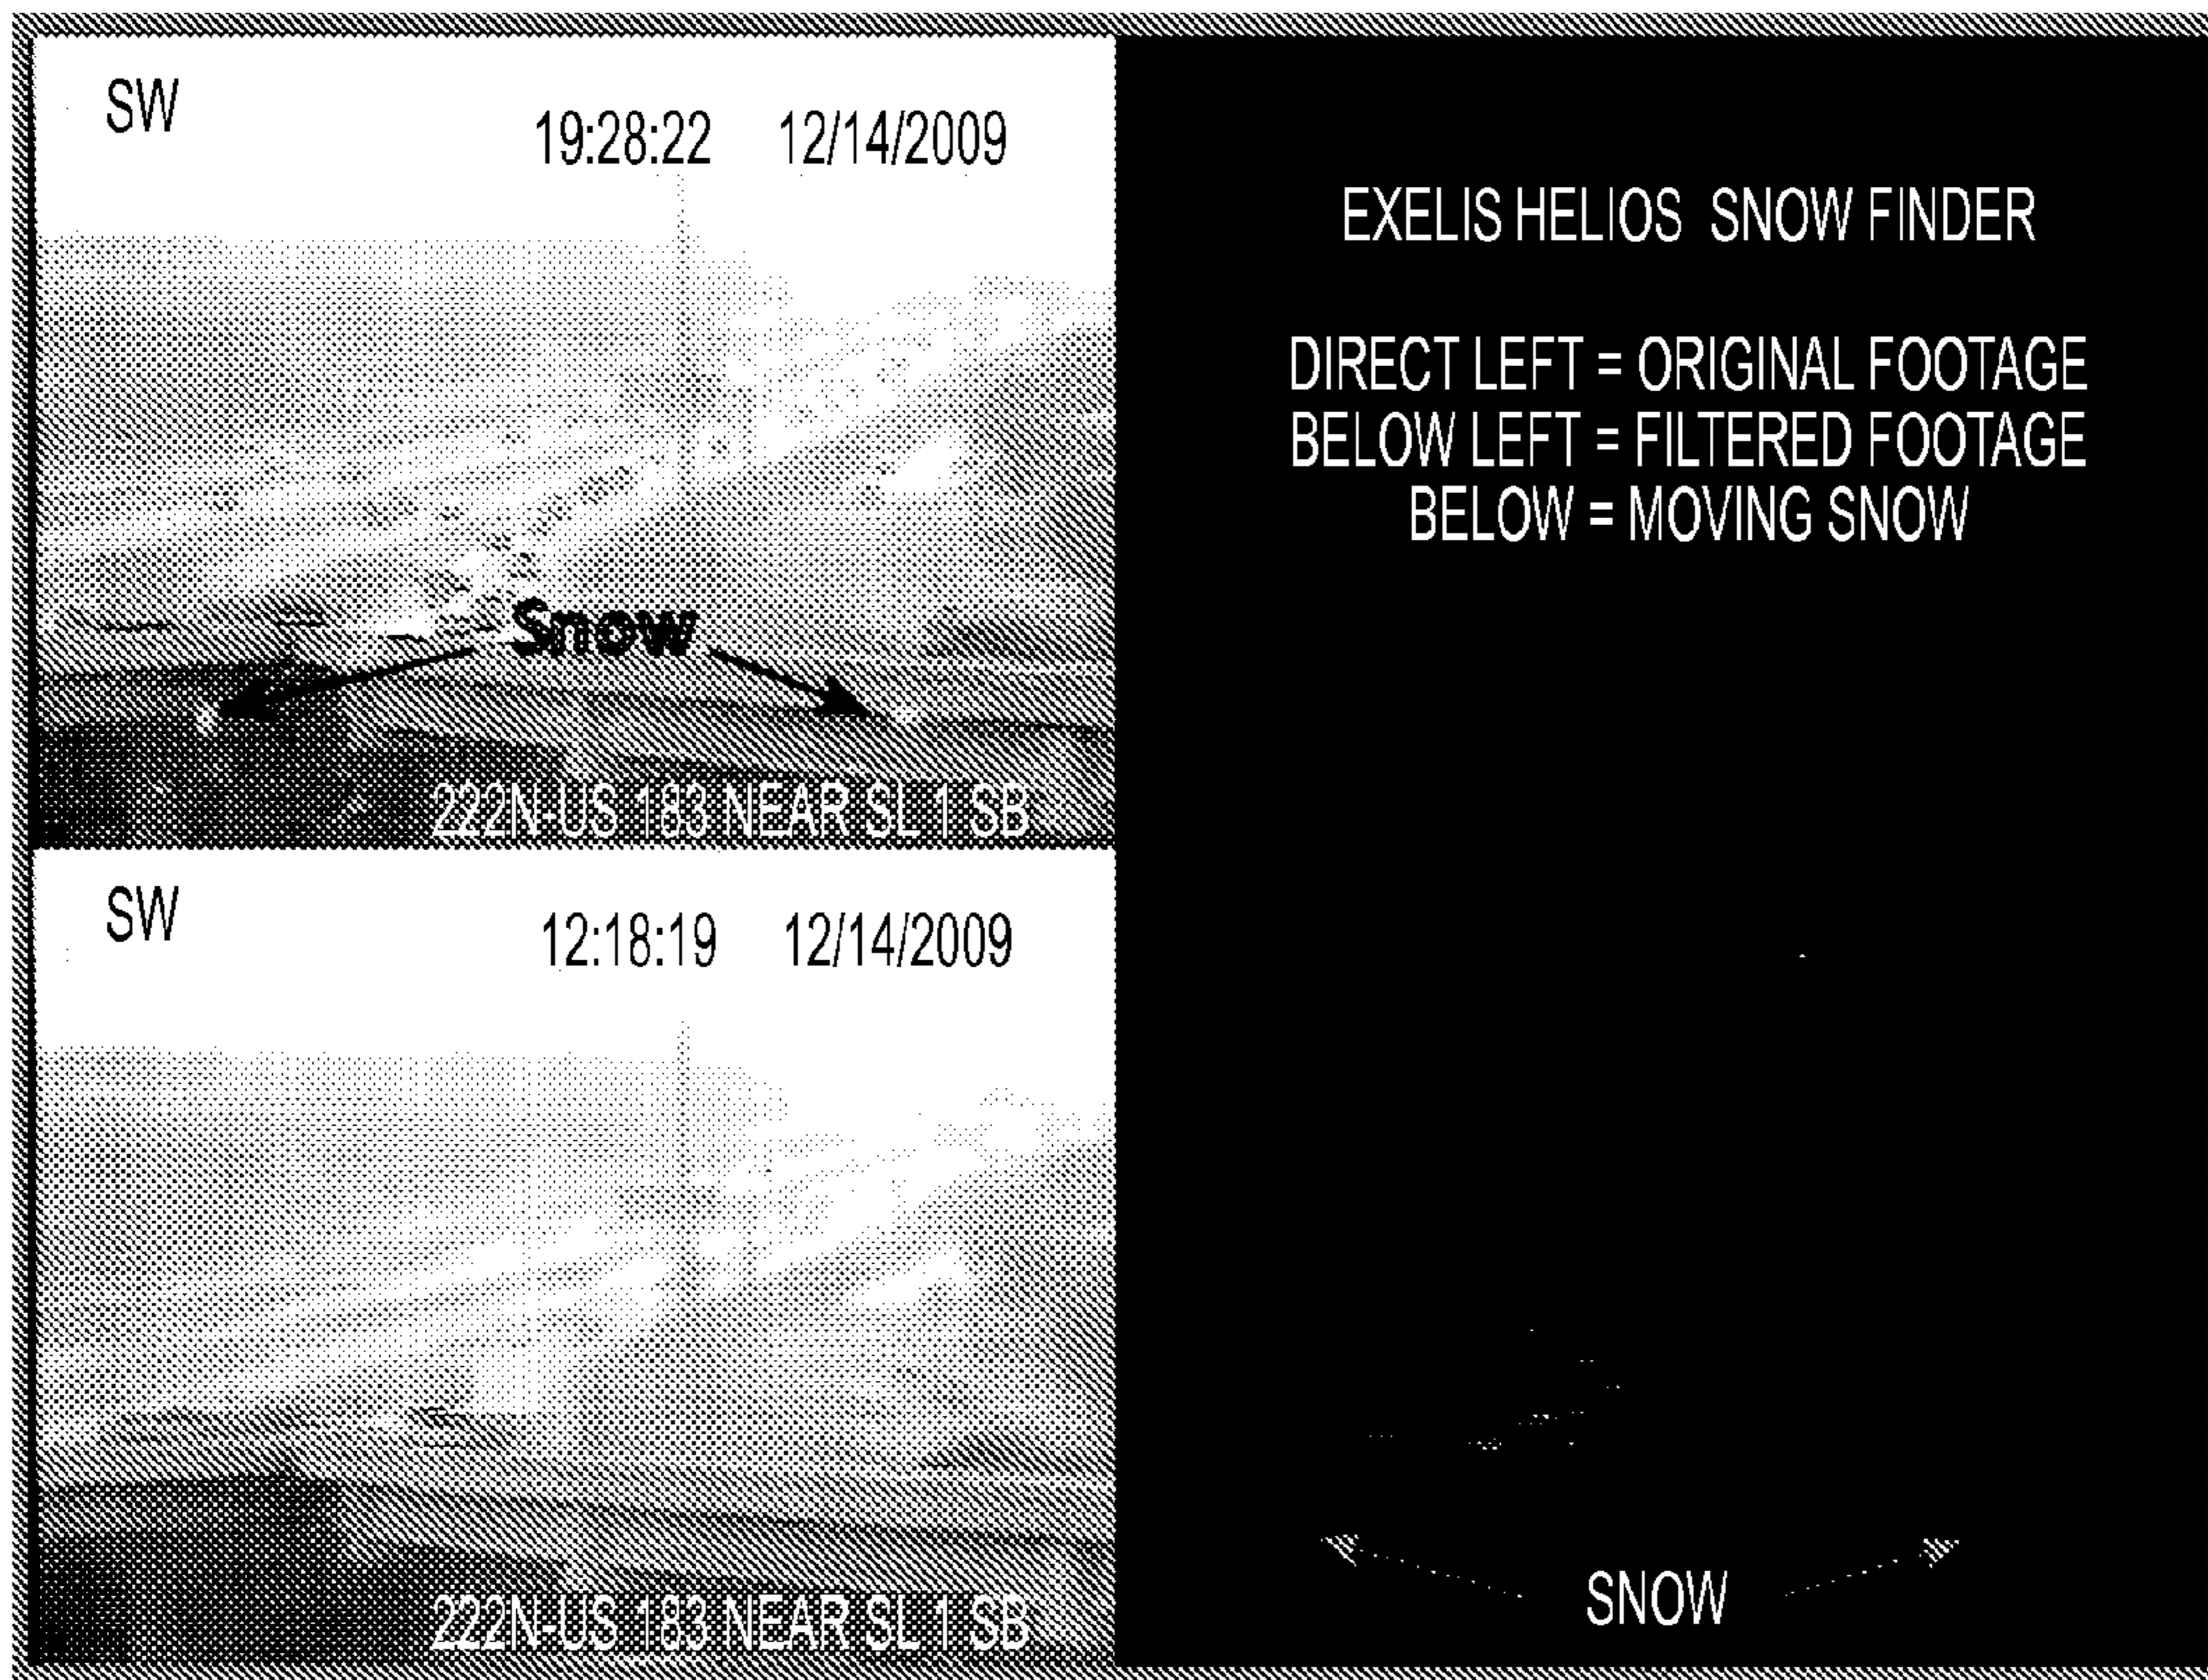 SW
19:28:22 12/14/2009
Snow
222N-US 183 NEAR SL 1 SB
EXELIS HELIOS SNOW FINDER
DIRECT LEFT = ORIGINAL FOOTAGE
BELOW LEFT = FILTERED FOOTAGE
BELOW = MOVING SNOW
SW
12:18:19 12/14/2009
222N-US 183 NEAR SL 1 SB
SNOW